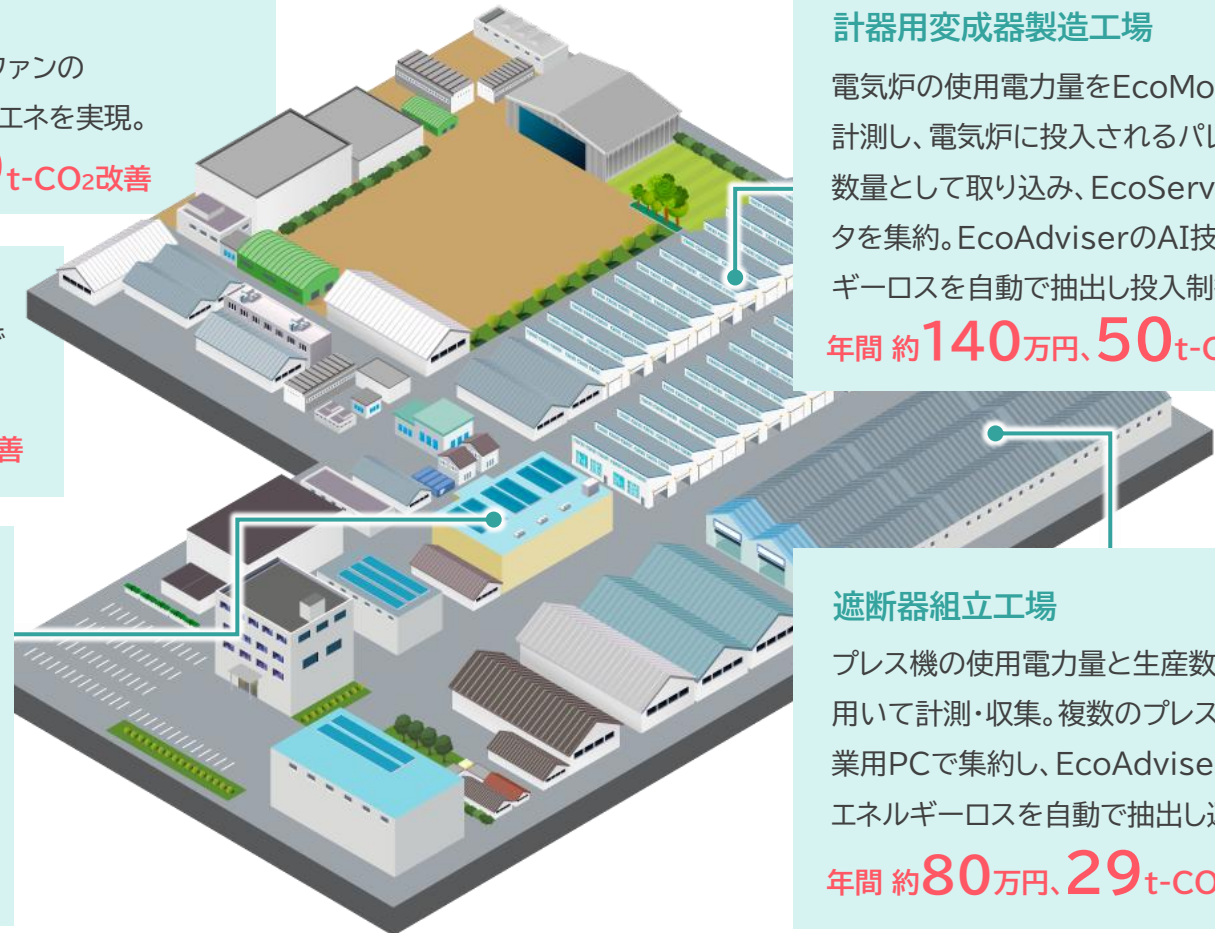 ファンの
エネを実現。
t-CO2改善
善
計器用変成器製造工場
電気炉の使用電力量をEcoMo
計測し、電気炉に投入されるパレ
数量として取り込み、EcoServ
タを集約。EcoAdviserのAI技
ギーロスを自動で抽出し投入制
年間 約140万円、50t-C
遮断器組立工場
プレス機の使用電力量と生産数
用いて計測・収集。複数のプレス
業用PCで集約し、EcoAdvise
エネルギーロスを自動で抽出し
年間 約80万円、29t-CO